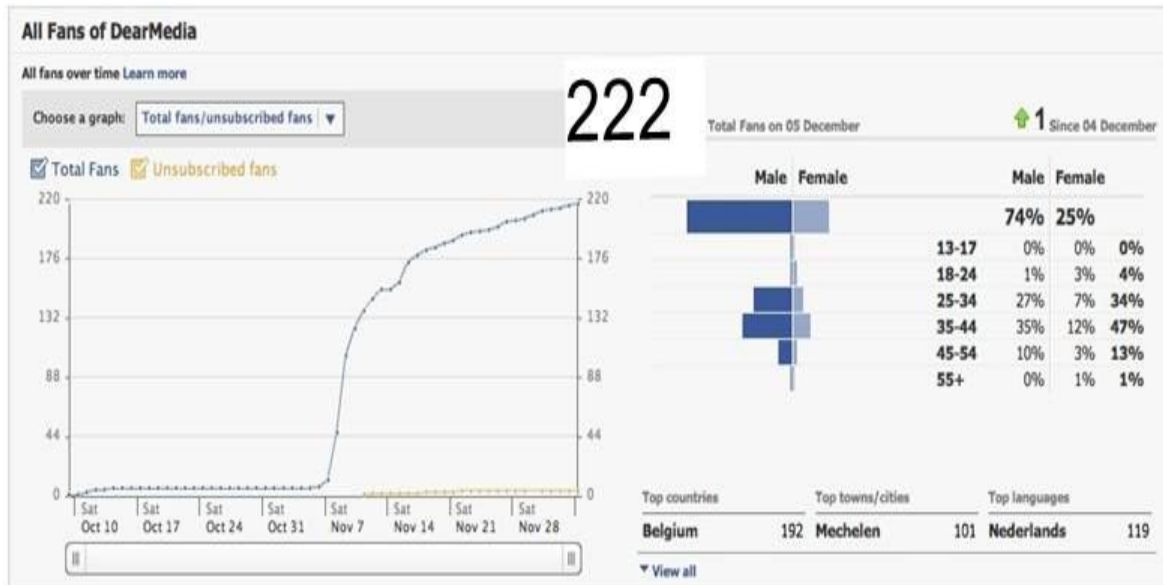 All Fans of DearMedia
All fans over time Learn more
Choose a graph: Total fans/unsubscribed fans
222 Total Fans on 05 December 1 Since 04 December
Total Fans Unsubscribed fans
220 220
176 176
132 132
88 88
44 44
0 0
Sat Sat Sat Sat Sat Sat Sat Sat
Oct 10 Oct 17 Oct 24 Oct 31 Nov 7 Nov 14 Nov 21 Nov 28
Male Female Male Female
74% 25%
13-17 0% 0% 0%
18-24 1% 3% 4%
25-34 27% 7% 34%
35-44 35% 12% 47%
45-54 10% 3% 13%
55+ 0% 1% 1%
Top countries Top towns/cities Top languages
Belgium 192 Mechelen 101 Nederlands 119
View all